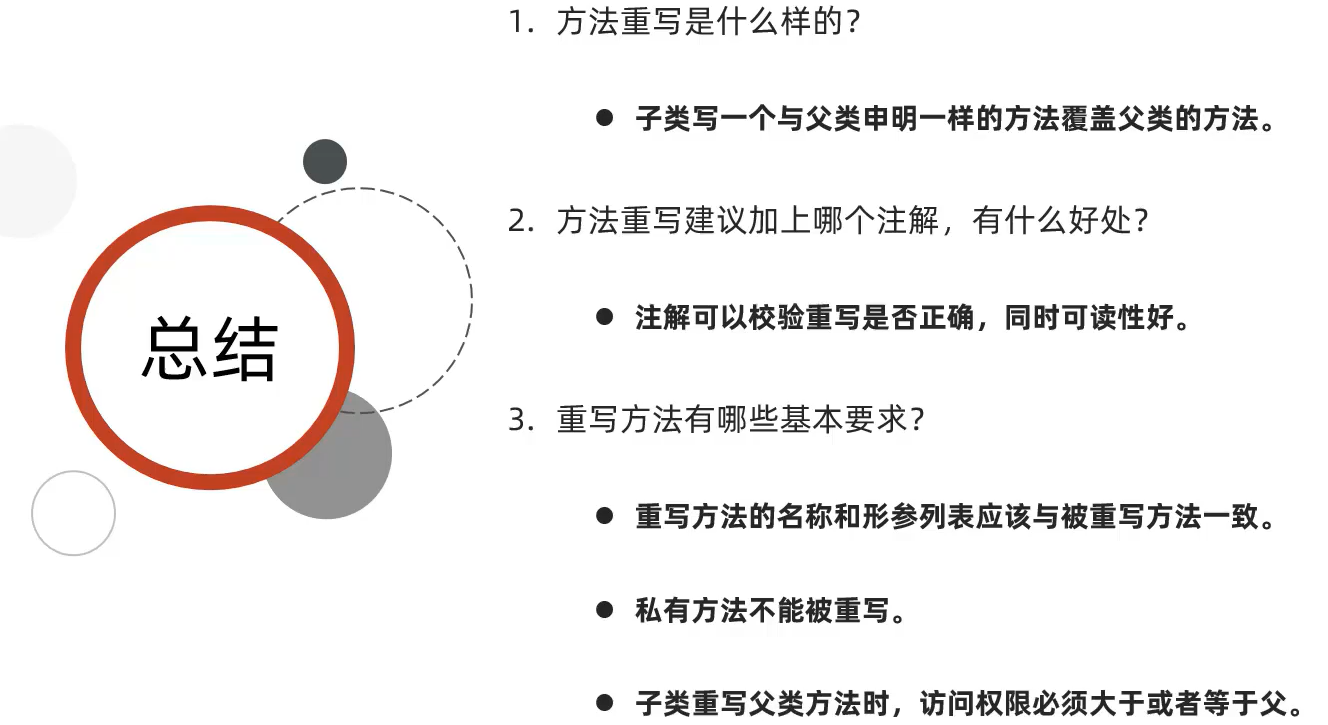 总结
1. 方法重写是什么样的?
● 子类写一个与父类申明一样的方法覆盖父类的方法。
2. 方法重写建议加上哪个注解，有什么好处?
● 注解可以校验重写是否正确，同时可读性好。
3. 重写方法有哪些基本要求?
● 重写方法的名称和形参列表应该与被重写方法一致。
● 私有方法不能被重写。
● 子类重写父类方法时，访问权限必须大于或者等于父。